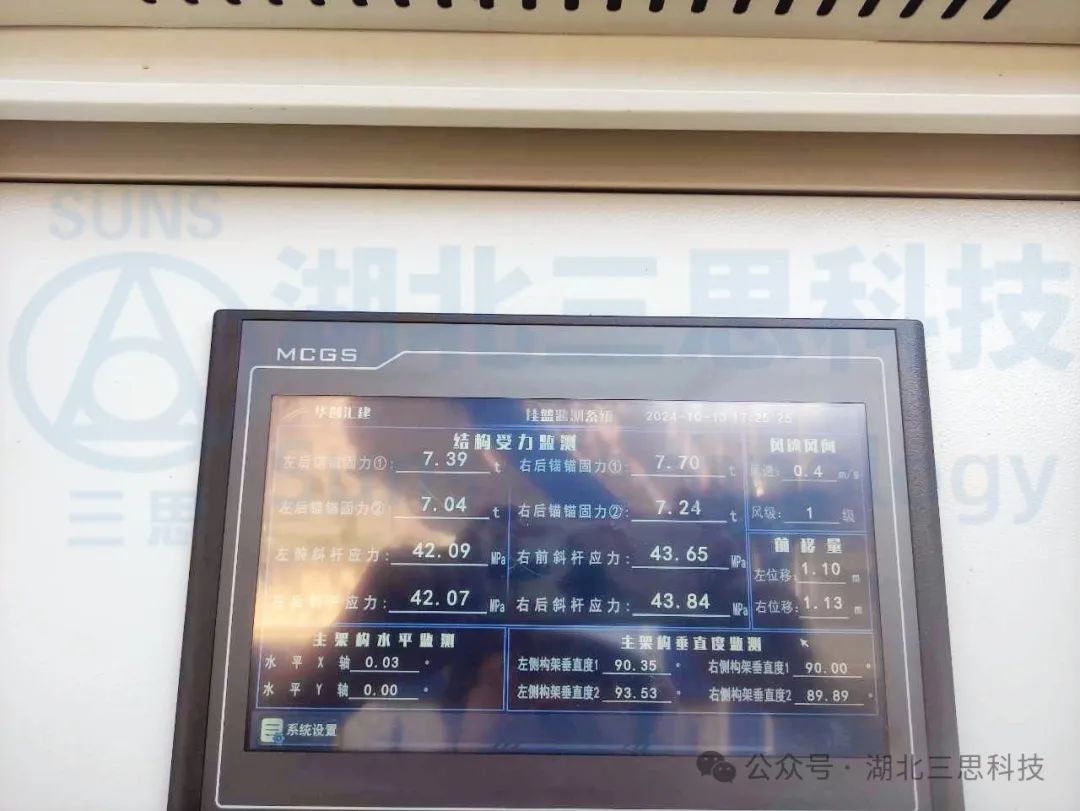 SUNS
湖北三思科技
三思
gy
MCGS
华创汇建 挂篮监测系统 2024-10-13 17:25:25
结构受力监测
左后锚锚固力①: 7.39 t 右后锚锚固力①: 7.70 t
左后锚锚固力②: 7.04 t 右后锚锚固力②: 7.24 t
左前斜杆应力: 42.09 MPa 右前斜杆应力: 43.65 MPa
左后斜杆应力: 42.07 MPa 右后斜杆应力: 43.84 MPa
风速风向
风速: 0.4 m/s
风级: 1 级
前移量
左位移: 1.10 m
右位移: 1.13 m
主架构水平监测
水平X轴 0.03 °
水平Y轴 0.00 °
主架构垂直度监测
左侧构架垂直度1 90.35 ° 右侧构架垂直度1 90.00 °
左侧构架垂直度2 93.53 ° 右侧构架垂直度2 89.89 °
系统设置
公众号·湖北三思科技